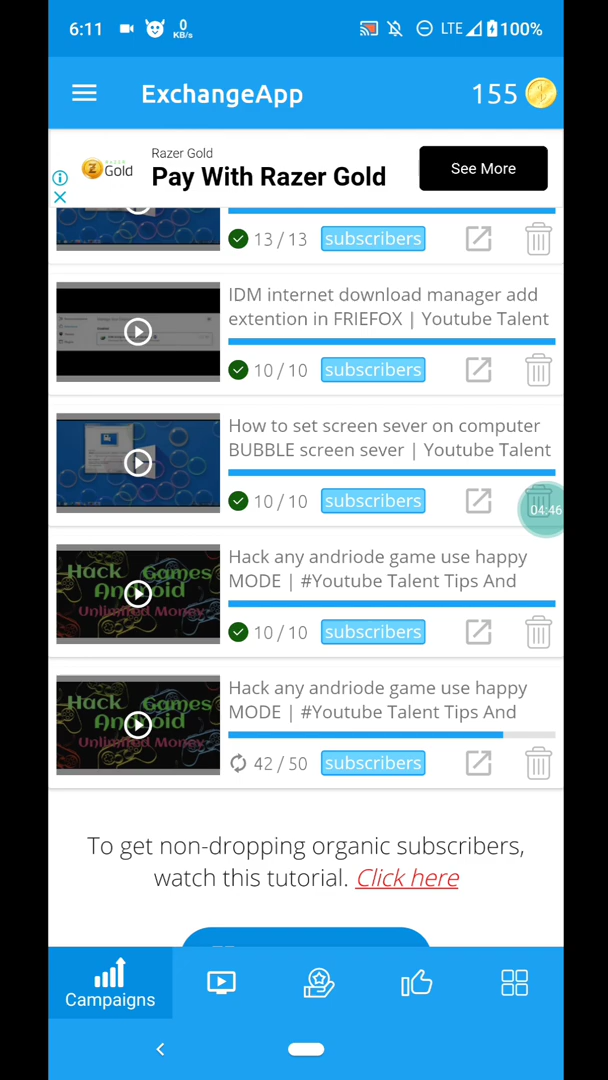 6:11
0
KB/s
LTE
100%
ExchangeApp
155
Razer Gold
Gold
Pay With Razer Gold
See More
13 / 13
subscribers
IDM internet download manager add
extention in FRIEFOX | Youtube Talent
10 / 10
subscribers
How to set screen sever on computer
BUBBLE screen sever | Youtube Talent
10 / 10
subscribers
04:46
Hack any andriode game use happy
MODE | #Youtube Talent Tips And
Hack Games
Android
Unlimited Money
10 / 10
subscribers
Hack any andriode game use happy
MODE | #Youtube Talent Tips And
Hack Games
Android
Unlimited Money
42 / 50
subscribers
To get non-dropping organic subscribers,
watch this tutorial. Click here
Campaigns